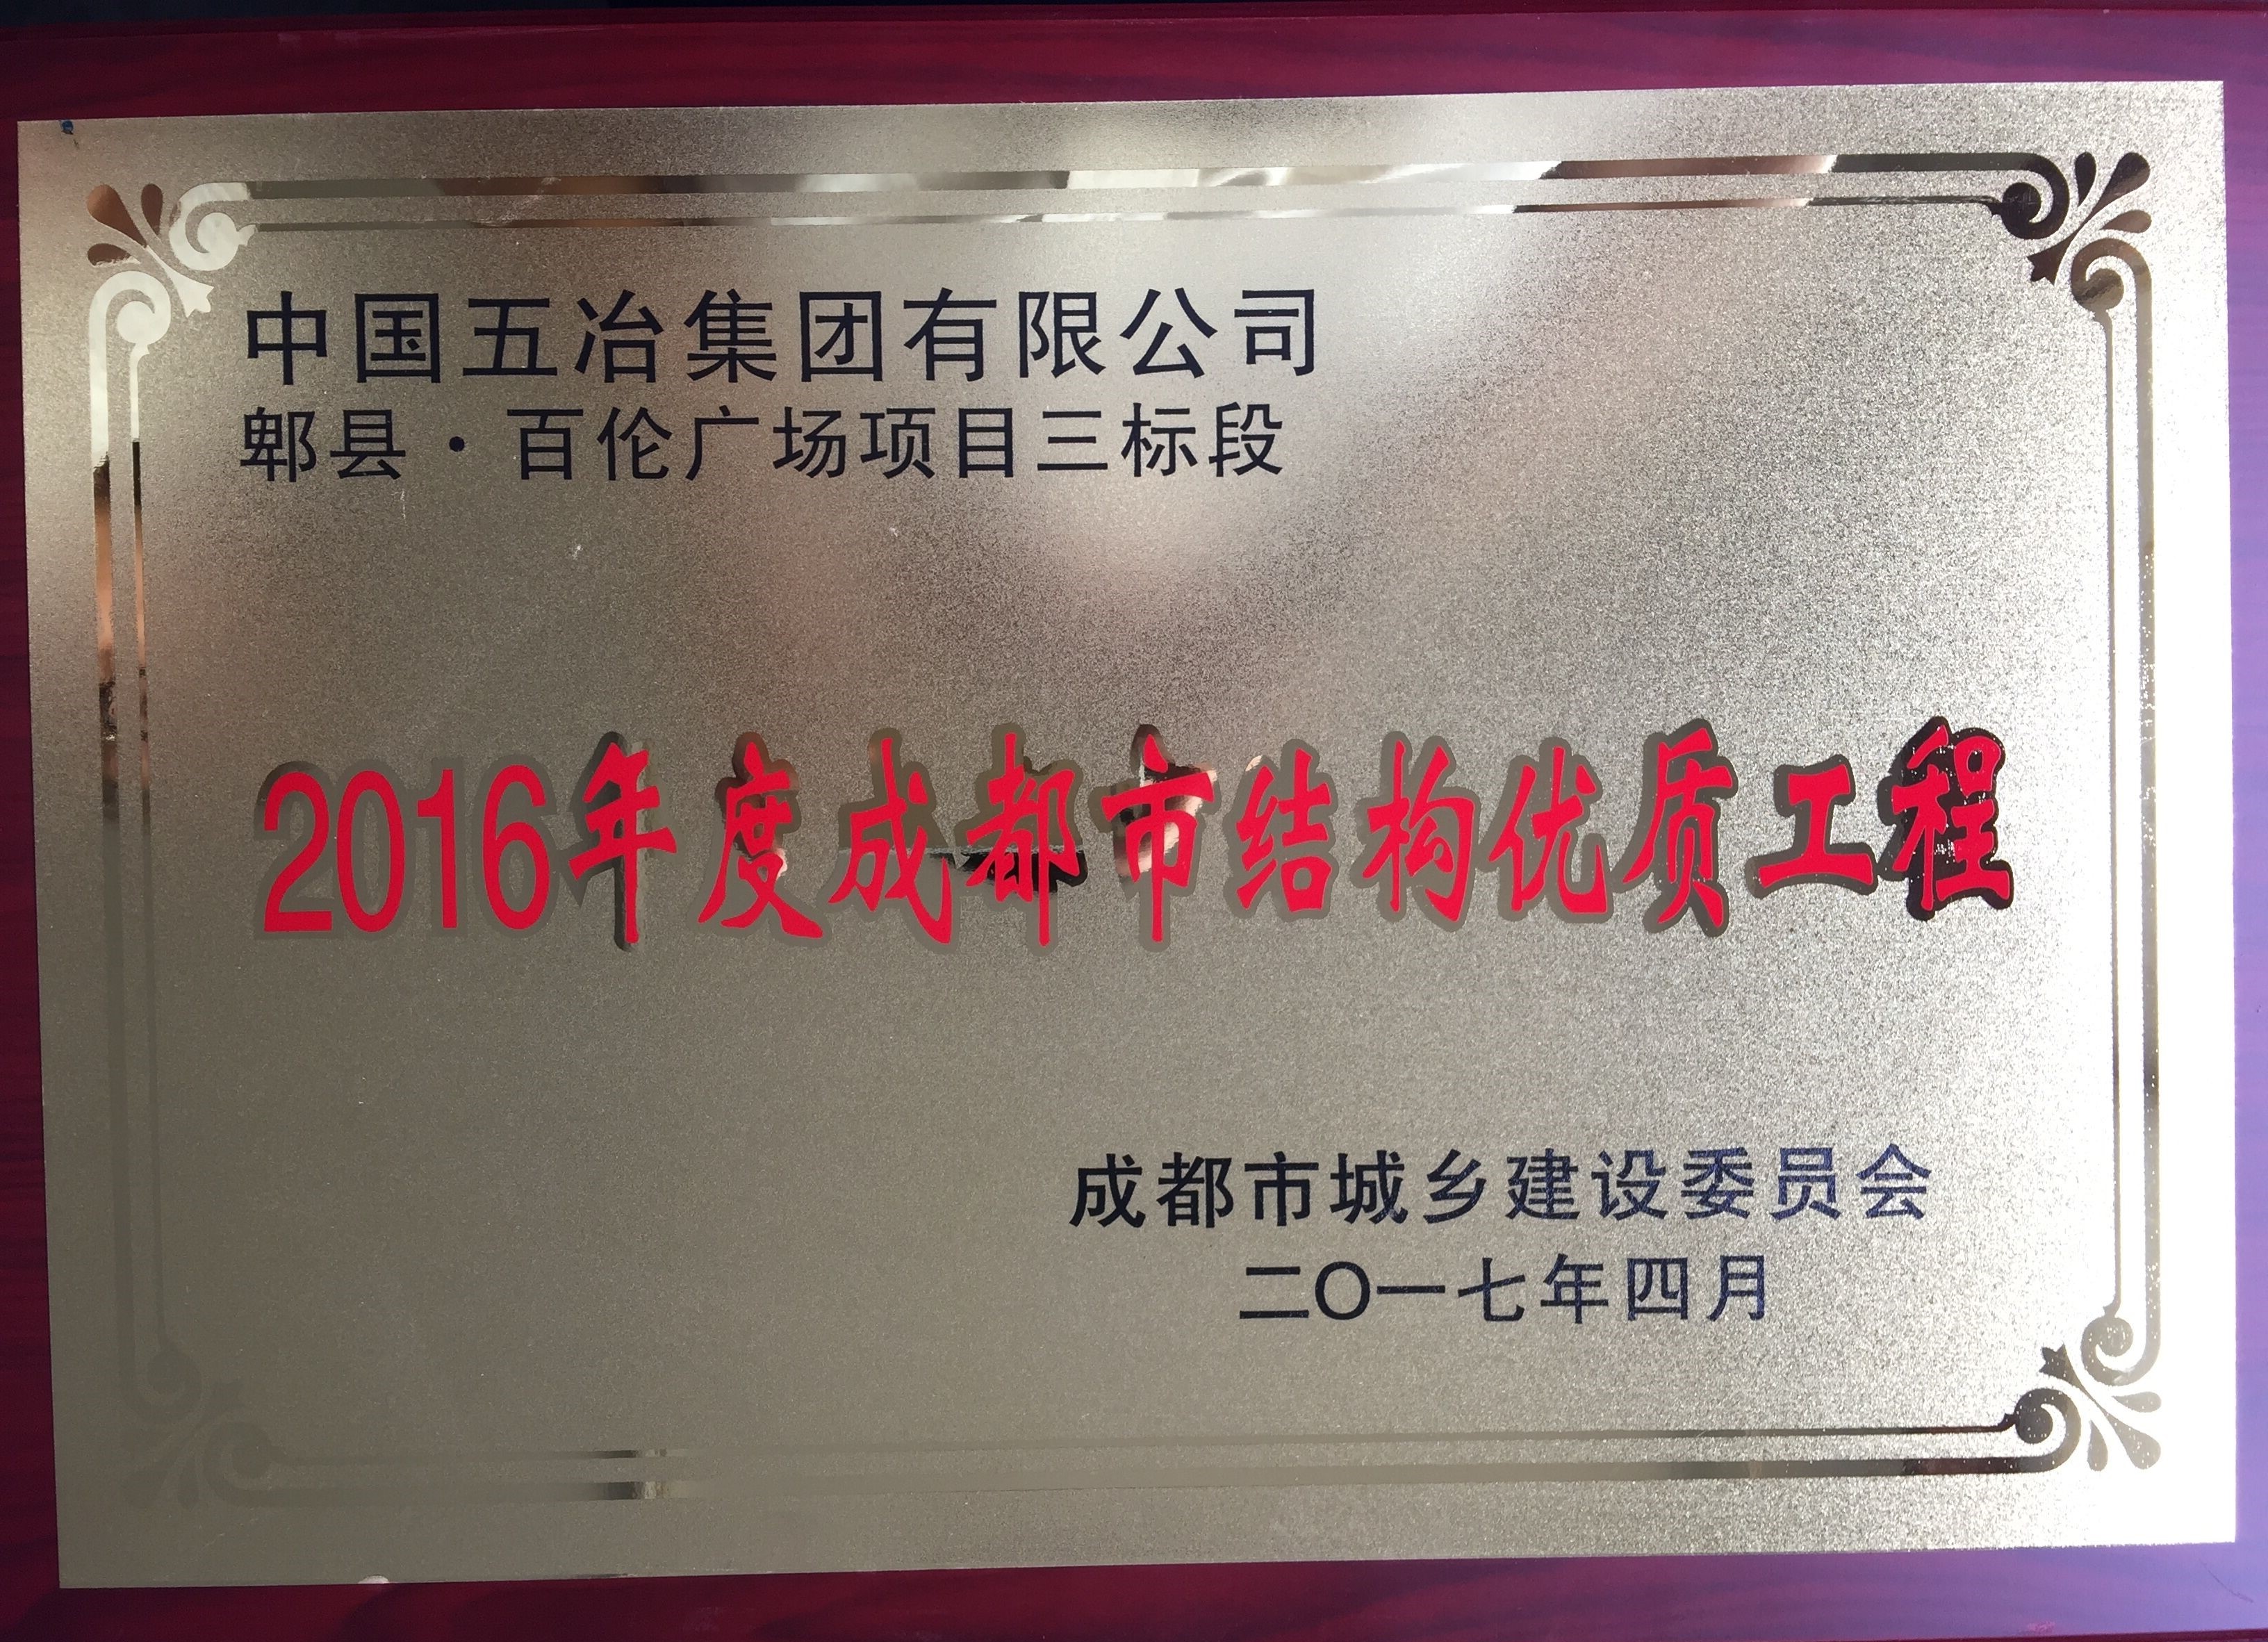 中国五冶集团有限公司
郫县·百伦广场项目三标段
2016年度成都市结构优质工程
成都市城乡建设委员会
二〇一七年四月